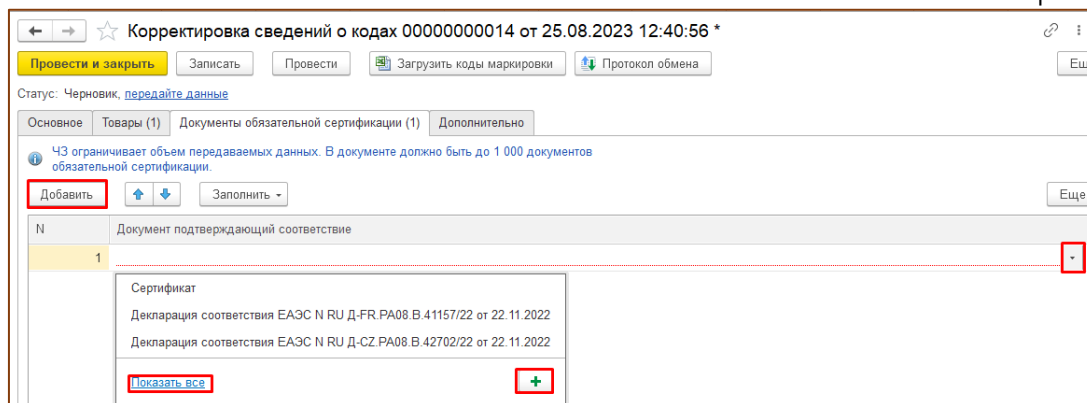 Корректировка сведений о кодах 00000000014 от 25.08.2023 12:40:56 *
Провести и закрыть Записать Провести Загрузить коды маркировки Протокол обмена Ещ
Статус: Черновик, передайте данные
Основное Товары (1) Документы обязательной сертификации (1) Дополнительно
ЧЗ ограничивает объем передаваемых данных. В документе должно быть до 1 000 документов
обязательной сертификации.
Добавить Заполнить Еще
N Документ подтверждающий соответствие
1
Сертификат
Декларация соответствия ЕАЭС N RU Д-FR.РА08.В.41157/22 от 22.11.2022
Декларация соответствия ЕАЭС N RU Д-CZ.РА08.В.42702/22 от 22.11.2022
Показать все